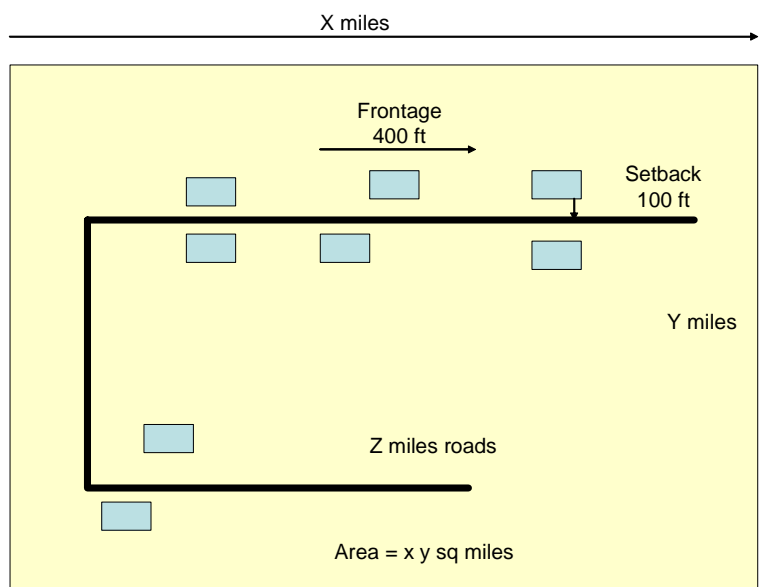 X miles
Frontage
400 ft
Setback
100 ft
Y miles
Z miles roads
Area = x y sq miles